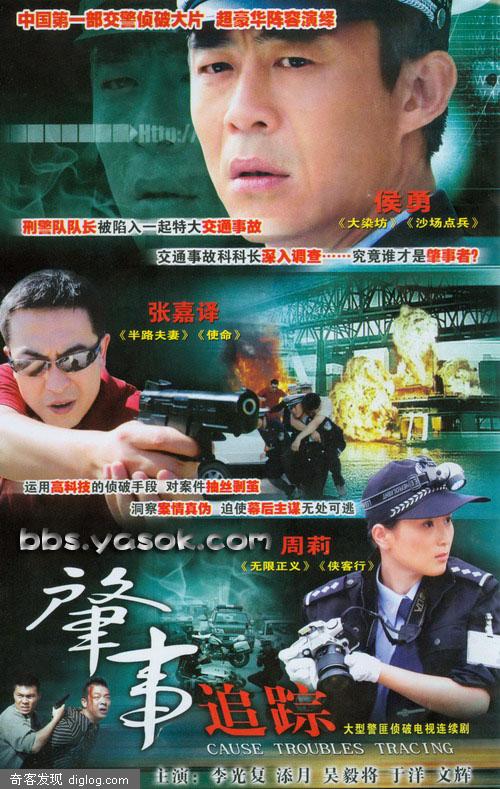 中国第一部交警侦破大片 超豪华阵容演绎
Http://
侯勇
《大染坊》《沙场点兵》
刑警队队长被陷入一起特大交通事故
交通事故科科长深入调查……究竟谁才是肇事者?
张嘉译
《半路夫妻》《使命》
运用高科技的侦破手段 对案件抽丝剥茧
洞察案情真伪 迫使幕后主谋无处可逃
bbs.yasok.com
周莉
《无限正义》《侠客行》
肇事追踪
大型警匪侦破电视连续剧
CAUSE TROUBLES TRACING
主演：李光复 添月 吴毅将 于洋 文辉
奇客发现 diglog.com